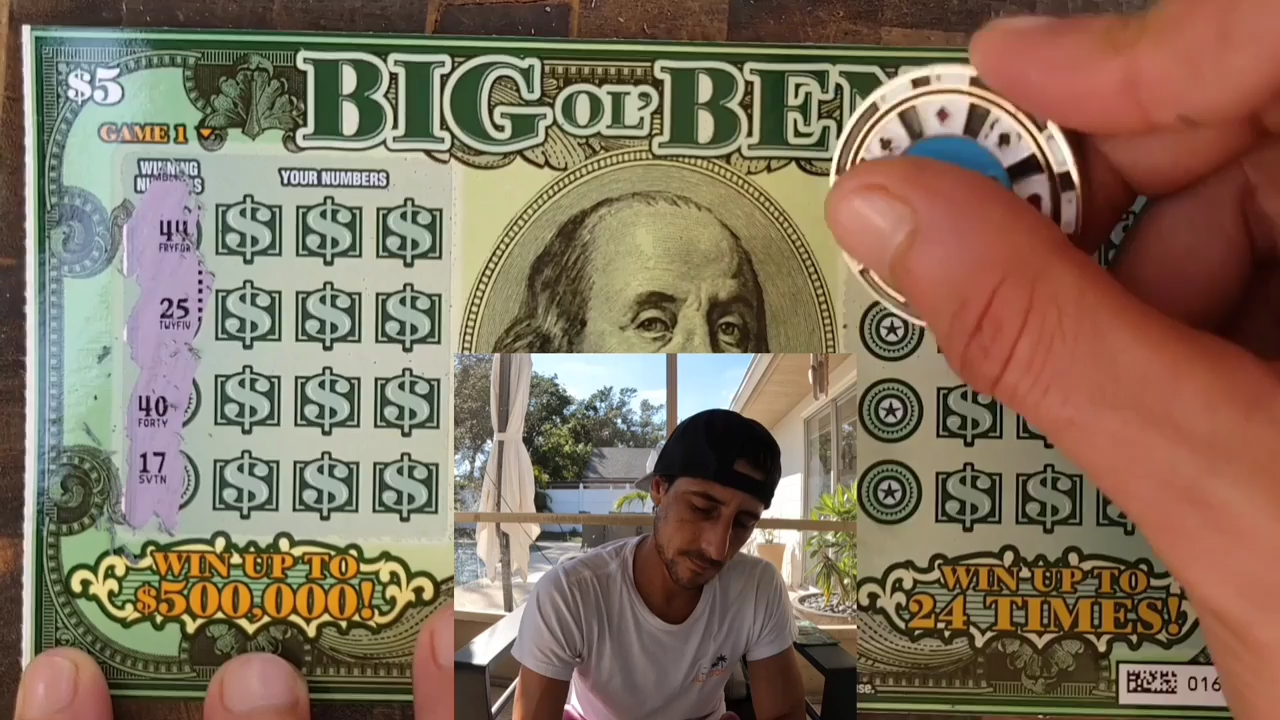 $5
BIG OL' BEN
GAME 1
WINNING
NUMBERS
YOUR NUMBERS
44
FRYFOR
25
TWYFIV
40
FORTY
17
SVTN
WIN UP TO
$500,000!
WIN UP TO
24 TIMES!
016